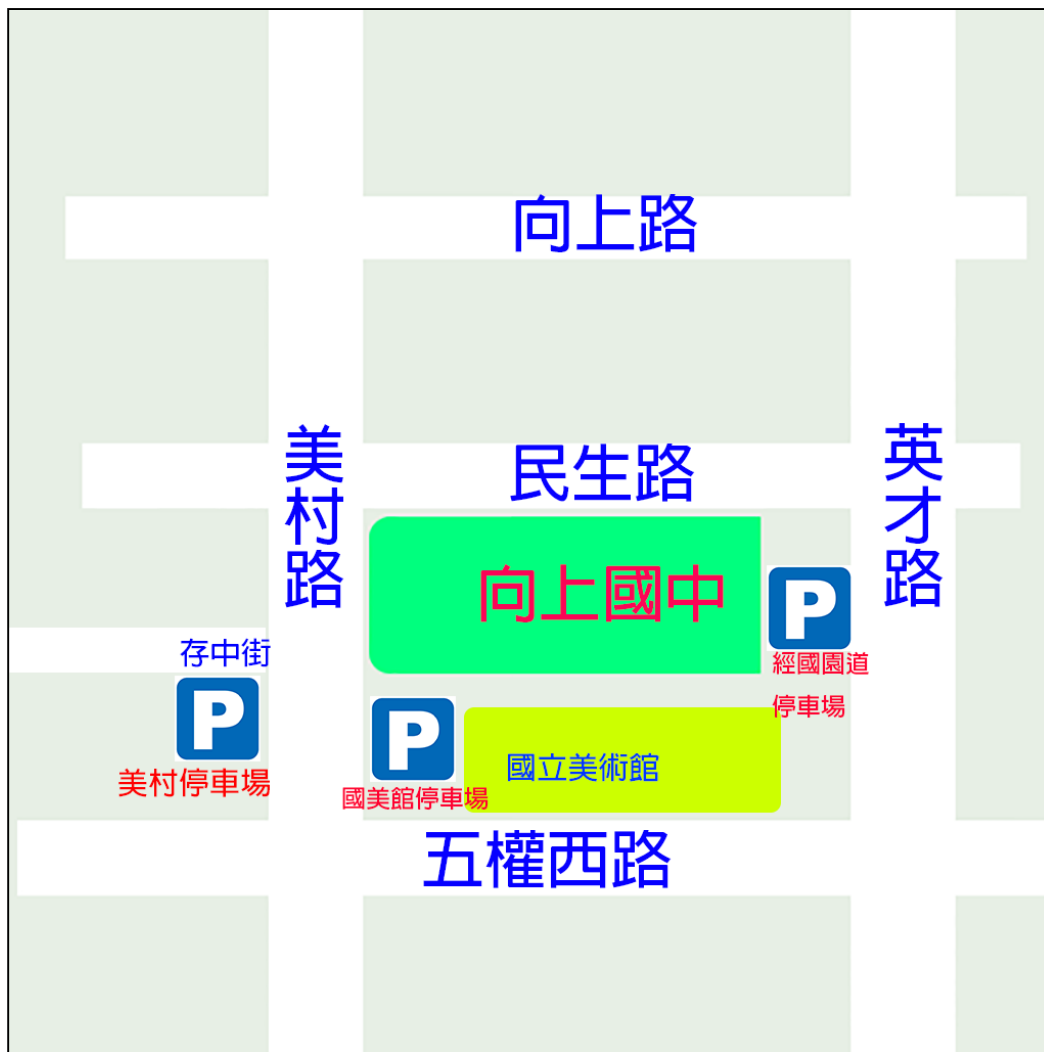 向上路
美村路
民生路
英才路
向上國中
P
經國園道
停車場
存中街
P
美村停車場
P
國美館停車場
國立美術館
五權西路